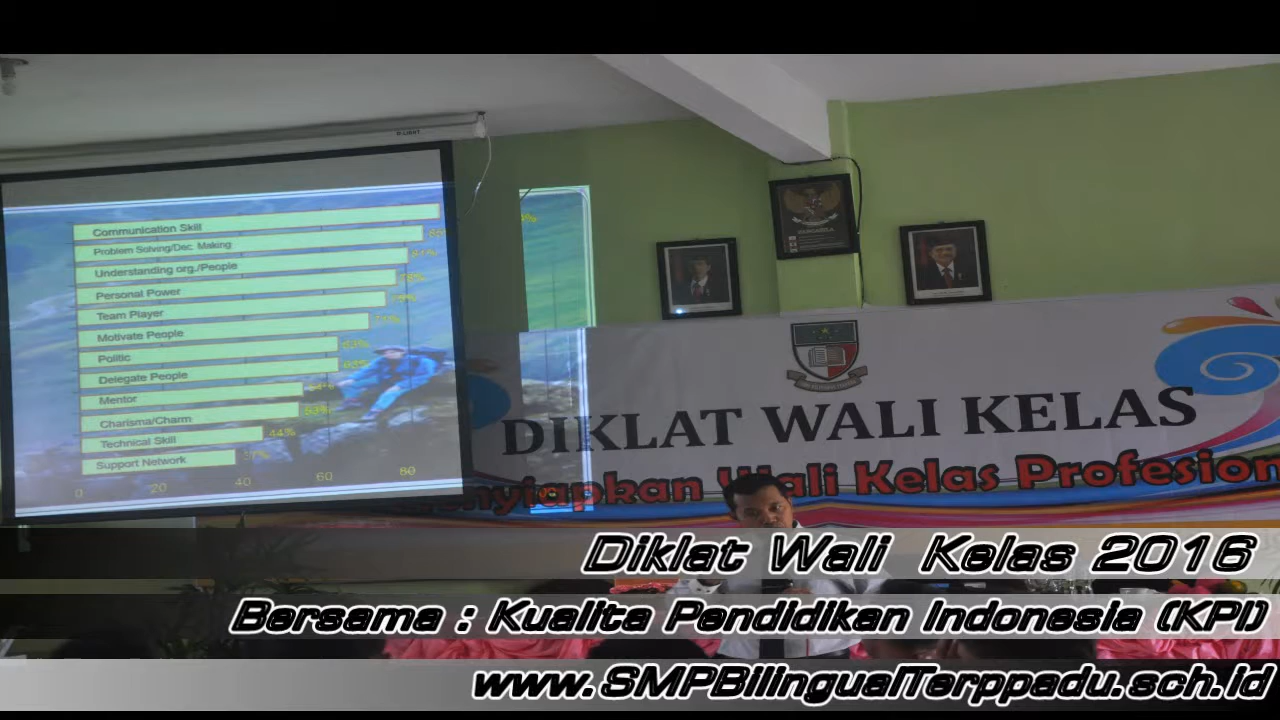 Communication Skill
Problem Solving/Dec. Making
Understanding org./People
Personal Power
Team Player
Motivate People
Politic
Delegate People
Mentor
Charisma/Charm
Technical Skill
44%
Support Network
37%
0 20 40 60 80
PANCASILA
DIKLAT WALI KELAS
Wali Kelas
Diklat Wali Kelas 2016
Bersama : Kualita Pendidikan Indonesia (KPI)
www.SMPBilingualTerppadu.sch.id